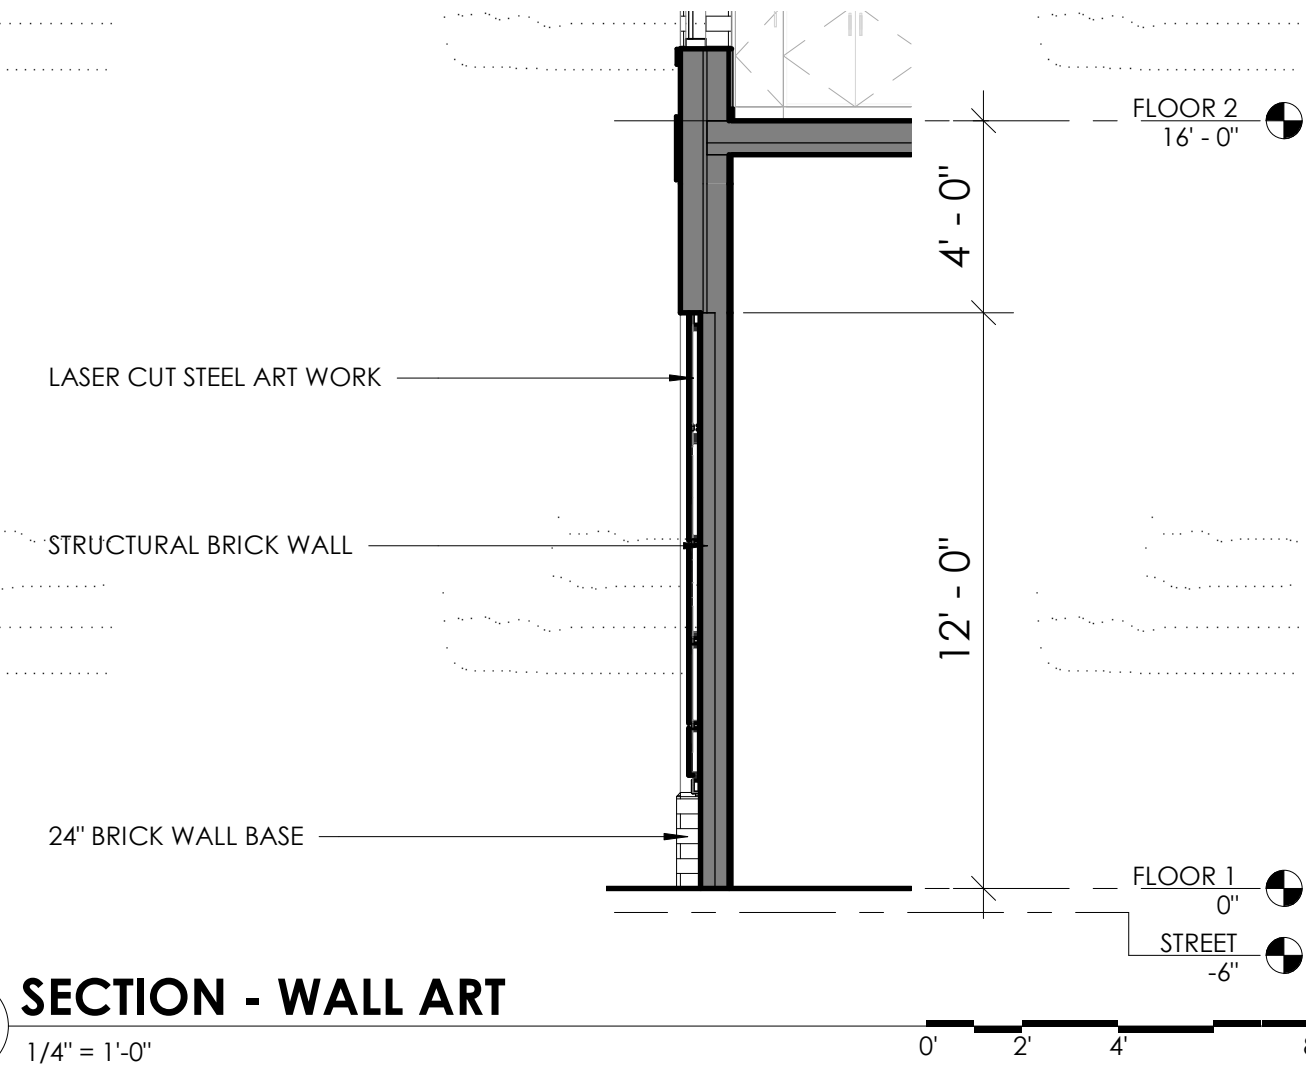 FLOOR 2
16' - 0"
4' - 0"
LASER CUT STEEL ART WORK
STRUCTURAL BRICK WALL
12' - 0"
24" BRICK WALL BASE
FLOOR 1
0"
STREET
-6"
SECTION - WALL ART
1/4" = 1'-0"
0' 2' 4'